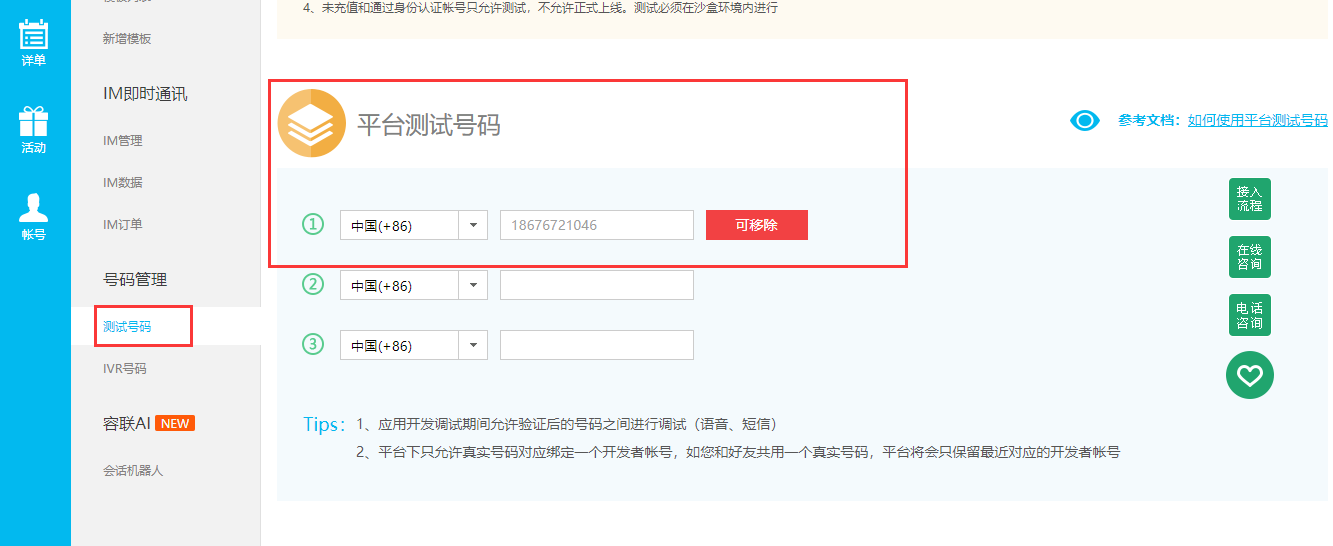 详单
活动
帐号
新增模板
IM即时通讯
IM管理
IM数据
IM订单
号码管理
测试号码
IVR号码
容联AI NEW
会话机器人
4、未充值和通过身份认证帐号只允许测试，不允许正式上线。测试必须在沙盒环境内进行
平台测试号码
参考文档：如何使用平台测试号码
1 中国(+86) 18676721046 可移除
2 中国(+86)
3 中国(+86)
Tips：1、应用开发调试期间允许验证后的号码之间进行调试（语音、短信）
2、平台下只允许真实号码对应绑定一个开发者帐号，如您和好友共用一个真实号码，平台将会只保留最近对应的开发者帐号
接入
流程
在线
咨询
电话
咨询